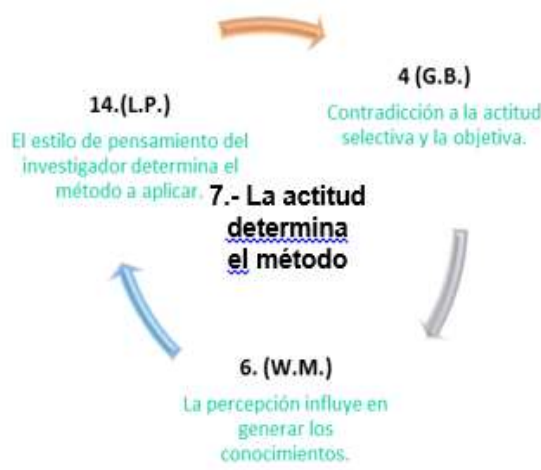 4 (G.B.)
Contradicción a la actitud
selectiva y la objetiva.
14.(L.P.)
El estilo de pensamiento del
investigador determina el
método a aplicar.
7.- La actitud
determina
el método
6. (W.M.)
La percepción influye en
generar los
conocimientos.